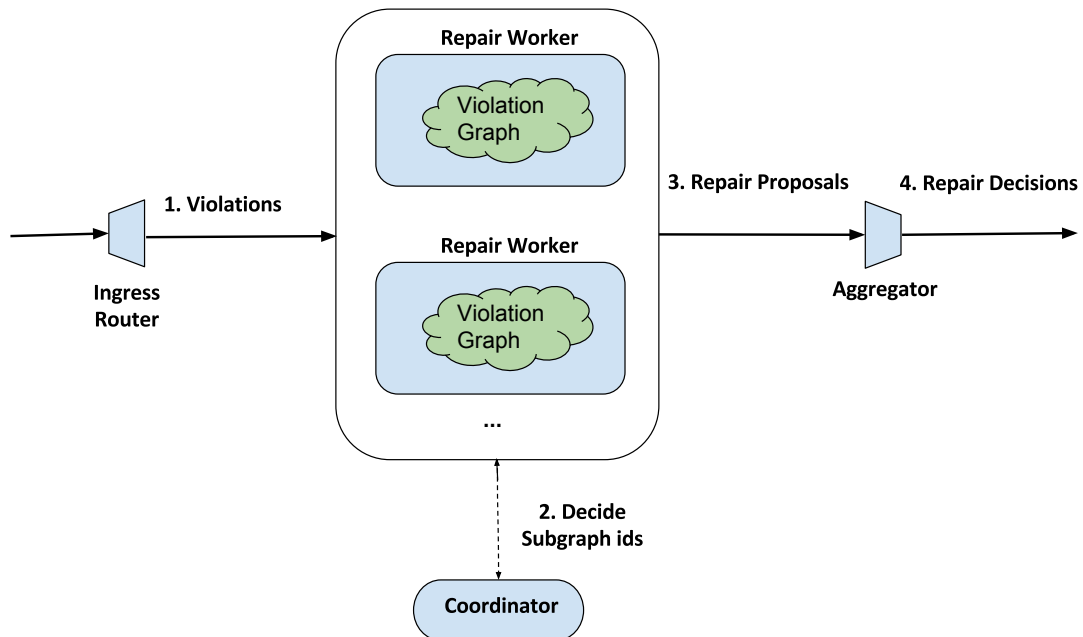 Repair Worker
Violation
Graph
1. Violations
Ingress
Router
Repair Worker
Violation
Graph
...
3. Repair Proposals
4. Repair Decisions
Aggregator
2. Decide
Subgraph ids
Coordinator